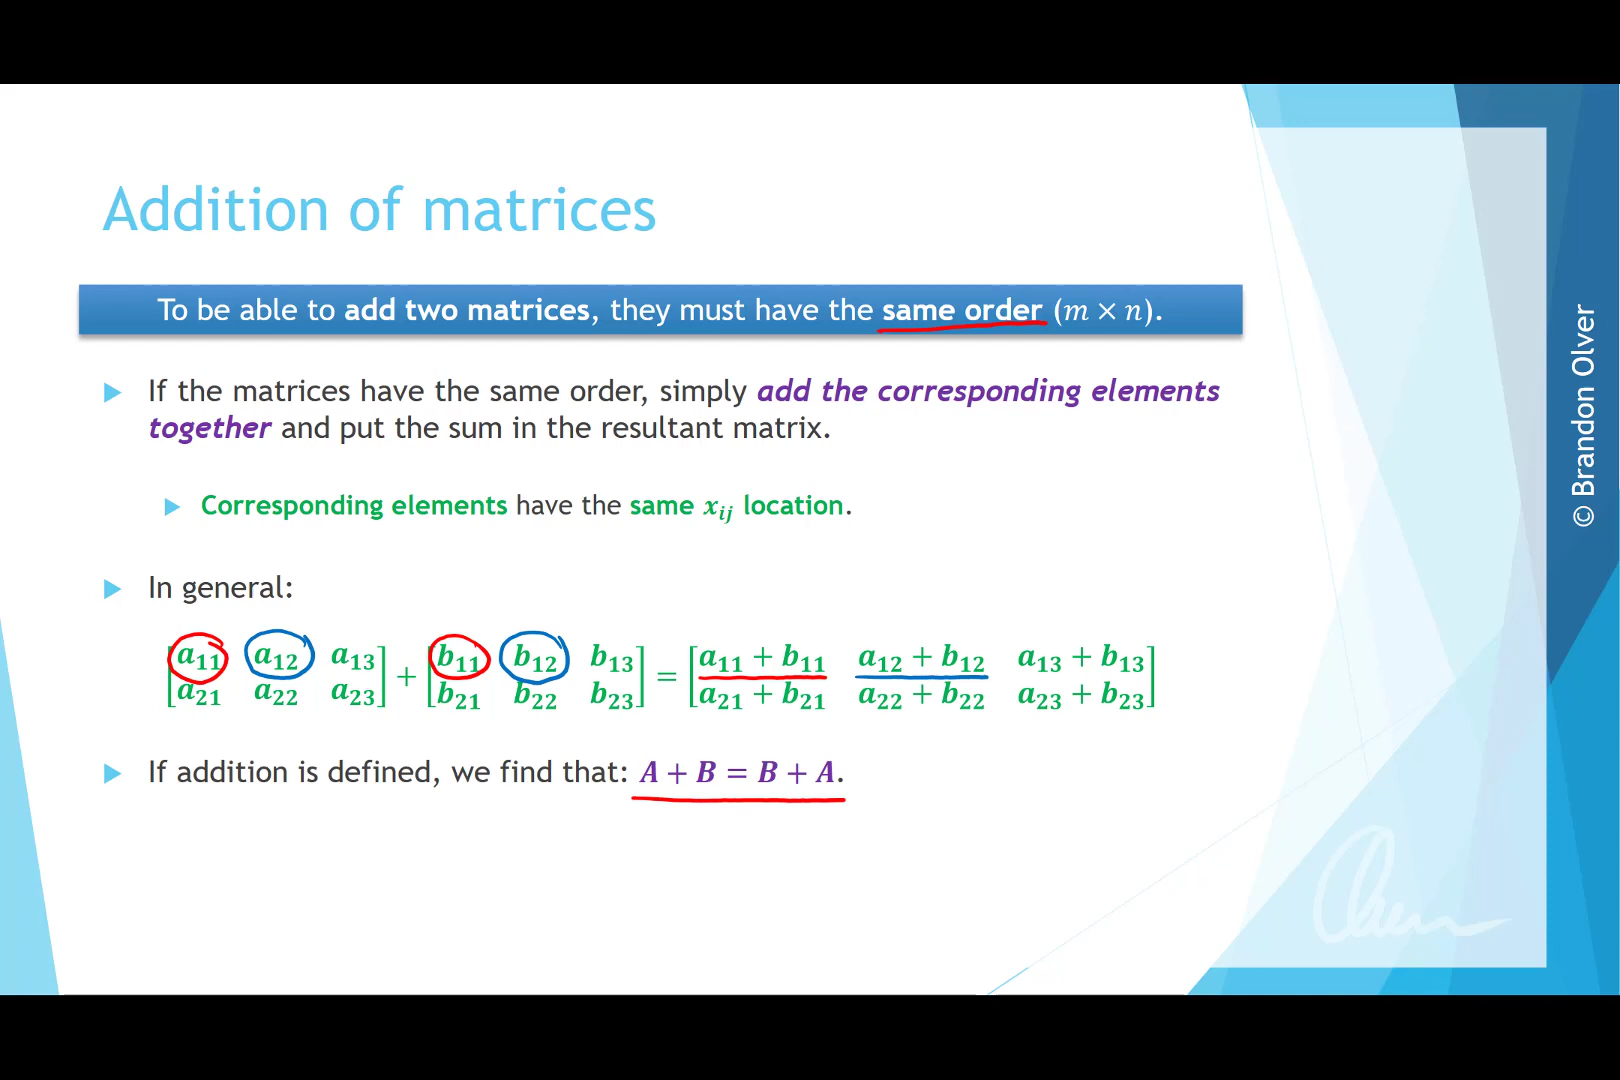 Addition of matrices
To be able to add two matrices, they must have the same order (m × n).
If the matrices have the same order, simply add the corresponding elements
together and put the sum in the resultant matrix.
Corresponding elements have the same x_ij location.
In general:
[a₁₁ a₁₂ a₁₃] + [b₁₁ b₁₂ b₁₃] = [a₁₁ + b₁₁ a₁₂ + b₁₂ a₁₃ + b₁₃]
[a₂₁ a₂₂ a₂₃] [b₂₁ b₂₂ b₂₃] [a₂₁ + b₂₁ a₂₂ + b₂₂ a₂₃ + b₂₃]
If addition is defined, we find that: A + B = B + A.
© Brandon Olver